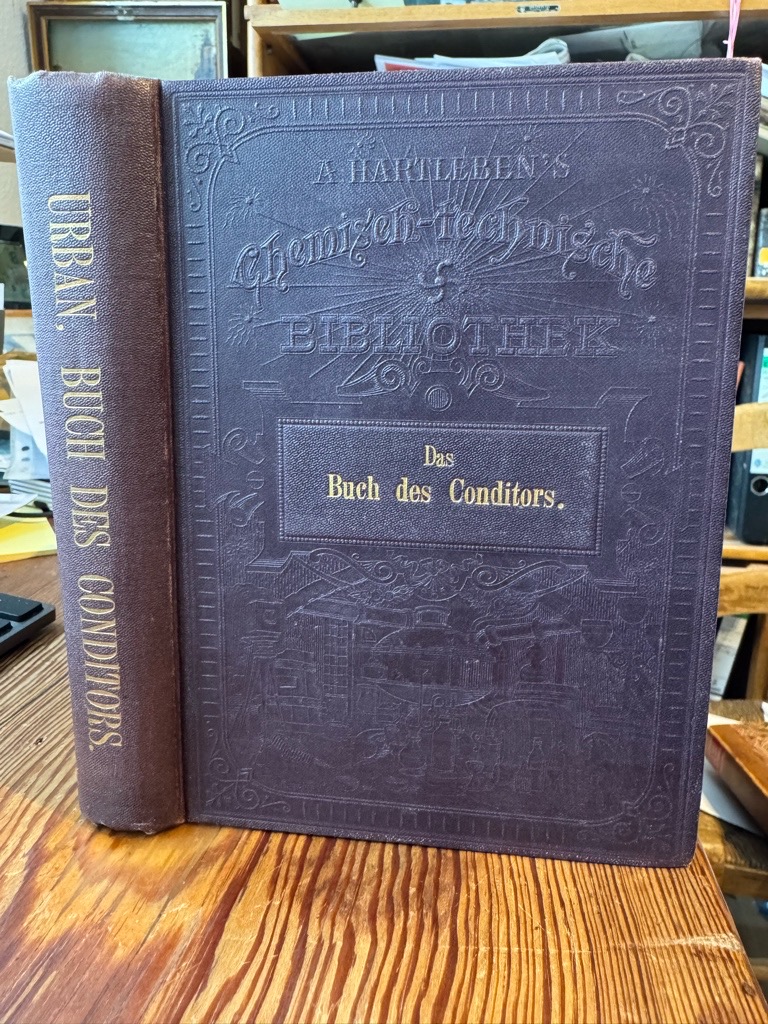 URBAN, BUCH DES CONDITORS.
A HARTLEBEN'S
Chemisch-technische
BIBLIOTHEK
Das
Buch des Conditors.